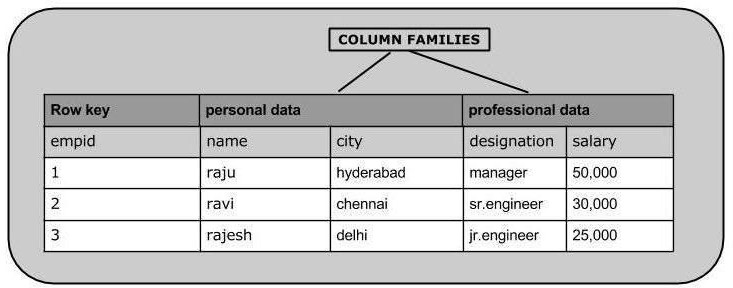 COLUMN FAMILIES
Row key personal data professional data
empid name city designation salary
1 raju hyderabad manager 50,000
2 ravi chennai sr.engineer 30,000
3 rajesh delhi jr.engineer 25,000